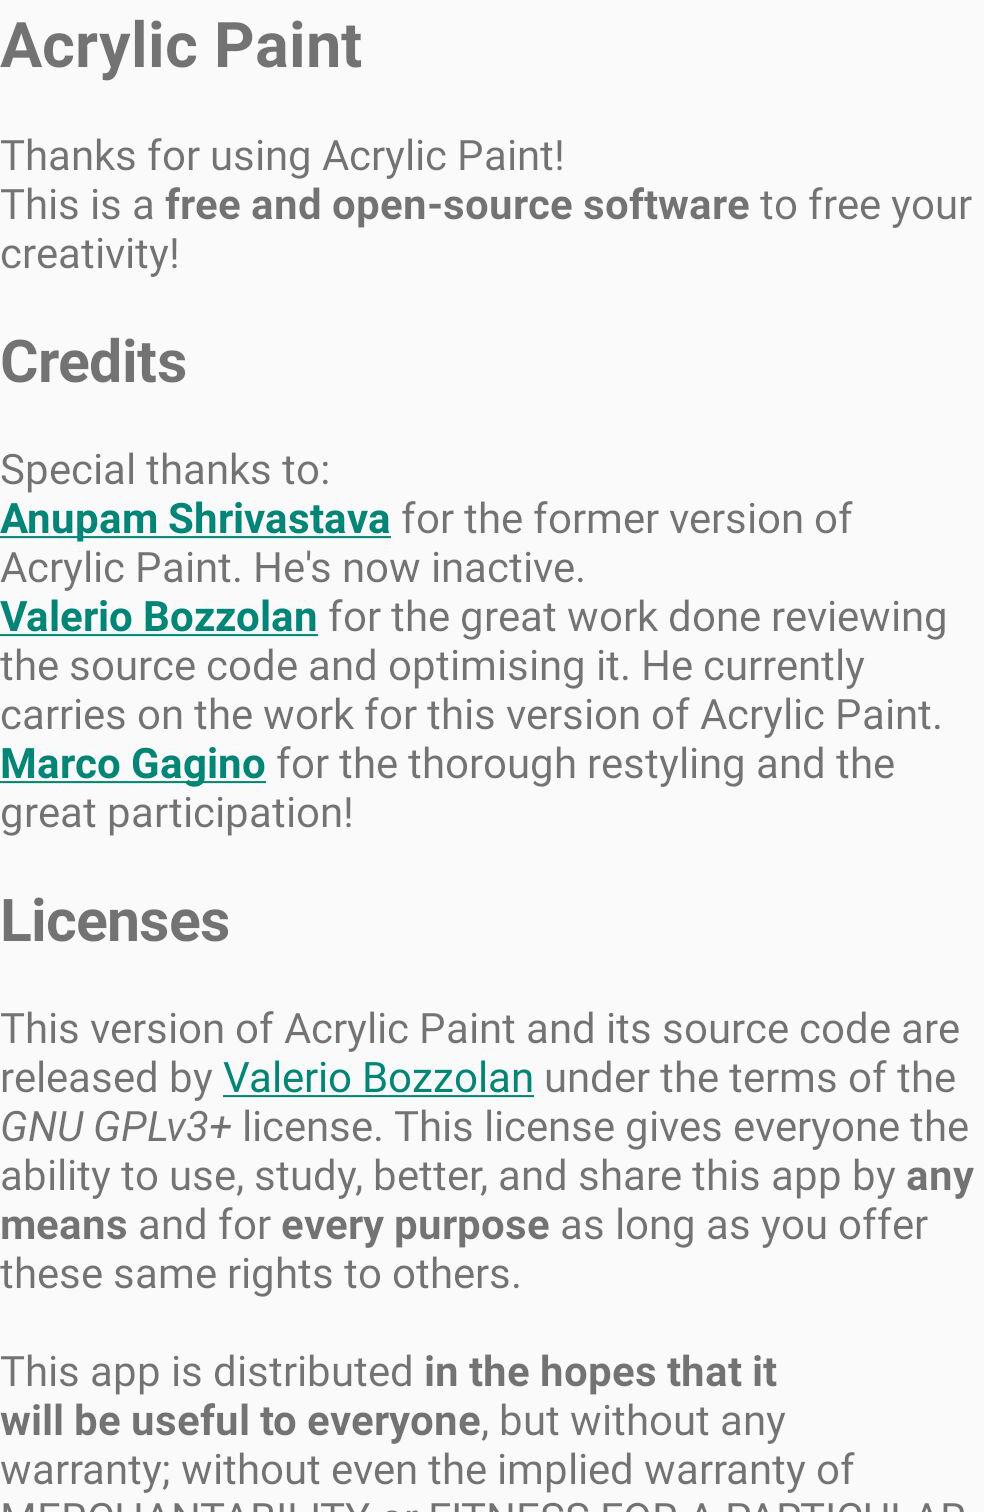 Acrylic Paint
Thanks for using Acrylic Paint!
This is a free and open-source software to free your
creativity!
Credits
Special thanks to:
Anupam Shrivastava for the former version of
Acrylic Paint. He's now inactive.
Valerio Bozzolan for the great work done reviewing
the source code and optimising it. He currently
carries on the work for this version of Acrylic Paint.
Marco Gagino for the thorough restyling and the
great participation!
Licenses
This version of Acrylic Paint and its source code are
released by Valerio Bozzolan under the terms of the
GNU GPLv3+ license. This license gives everyone the
ability to use, study, better, and share this app by any
means and for every purpose as long as you offer
these same rights to others.
This app is distributed in the hopes that it
will be useful to everyone, but without any
warranty; without even the implied warranty of
MERCHANTABILITY or FITNESS FOR A PARTICULAR